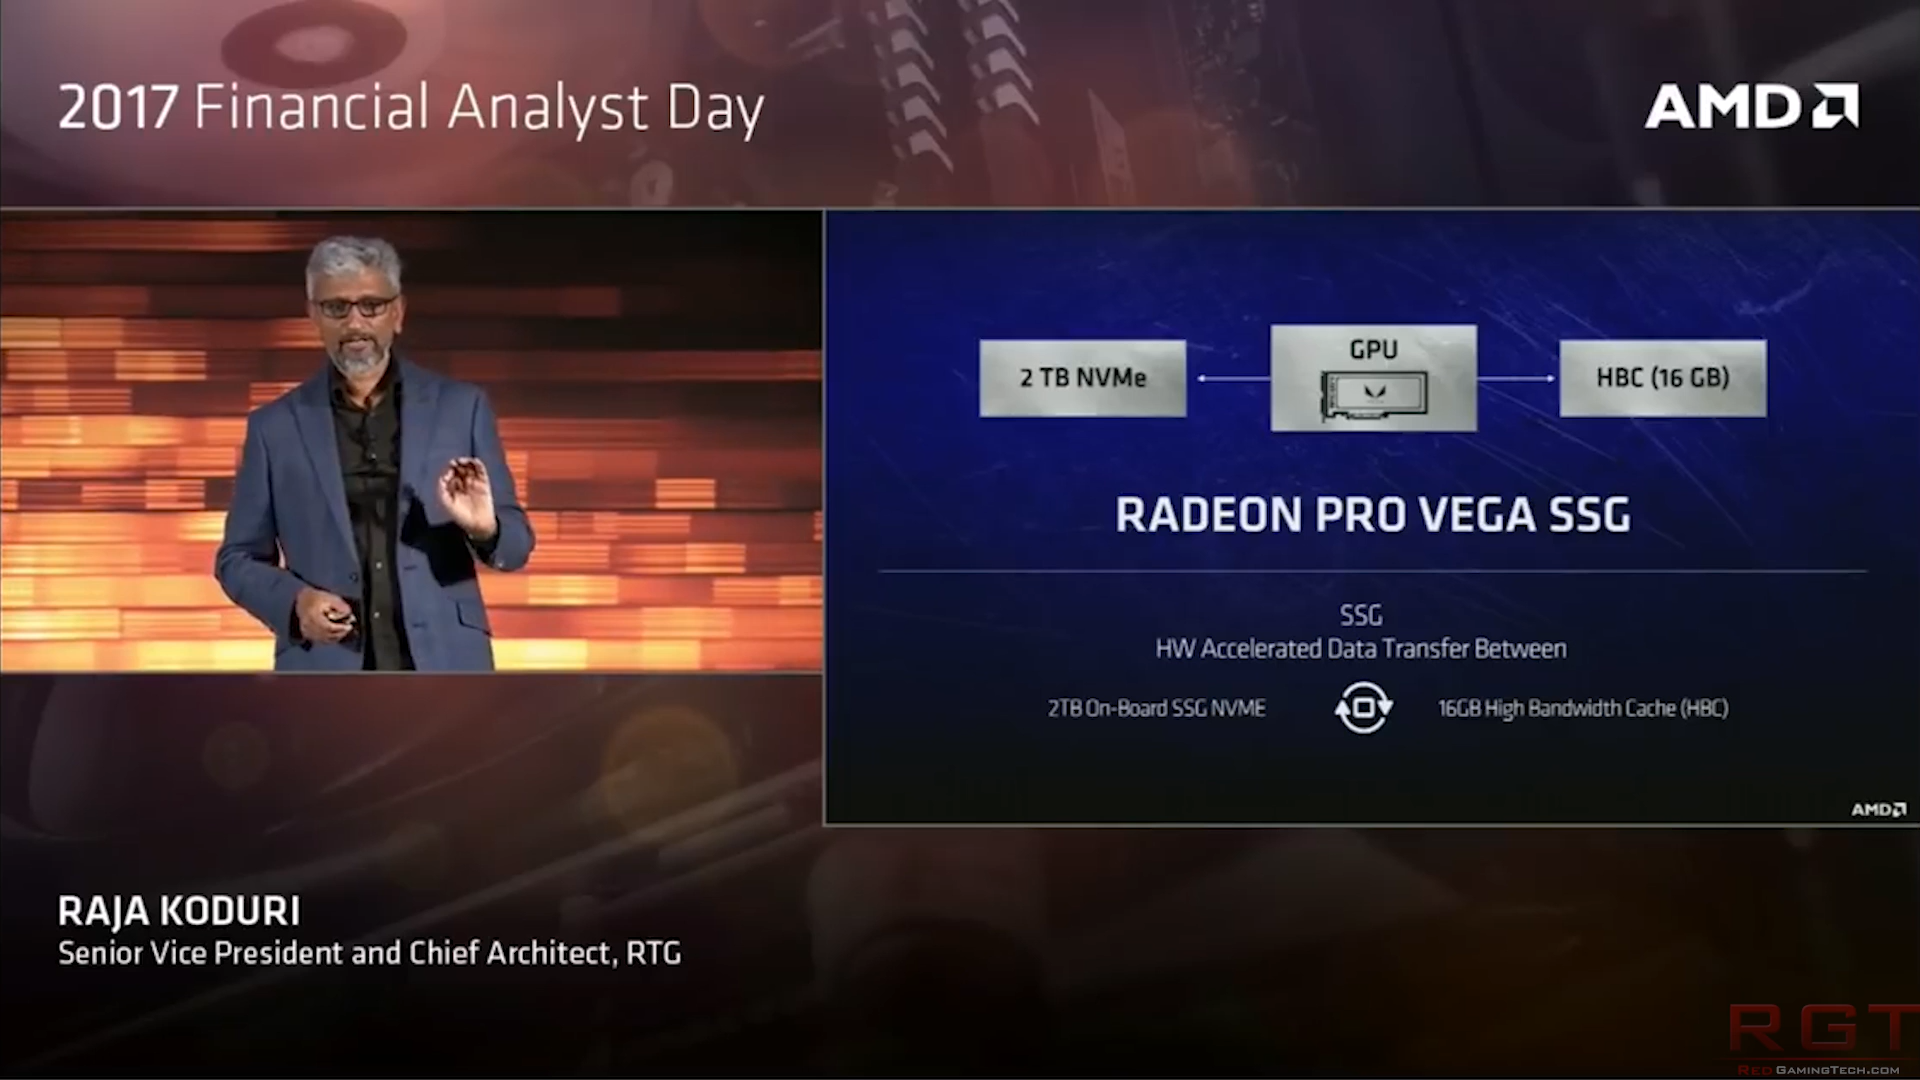 2017 Financial Analyst Day
AMD
2 TB NVMe
GPU
HBC (16 GB)
RADEON PRO VEGA SSG
SSG
HW Accelerated Data Transfer Between
2TB On-Board SSG NVME
16GB High Bandwidth Cache (HBC)
AMD
RAJA KODURI
Senior Vice President and Chief Architect, RTG
RGT
REDGAMINGTECH.COM